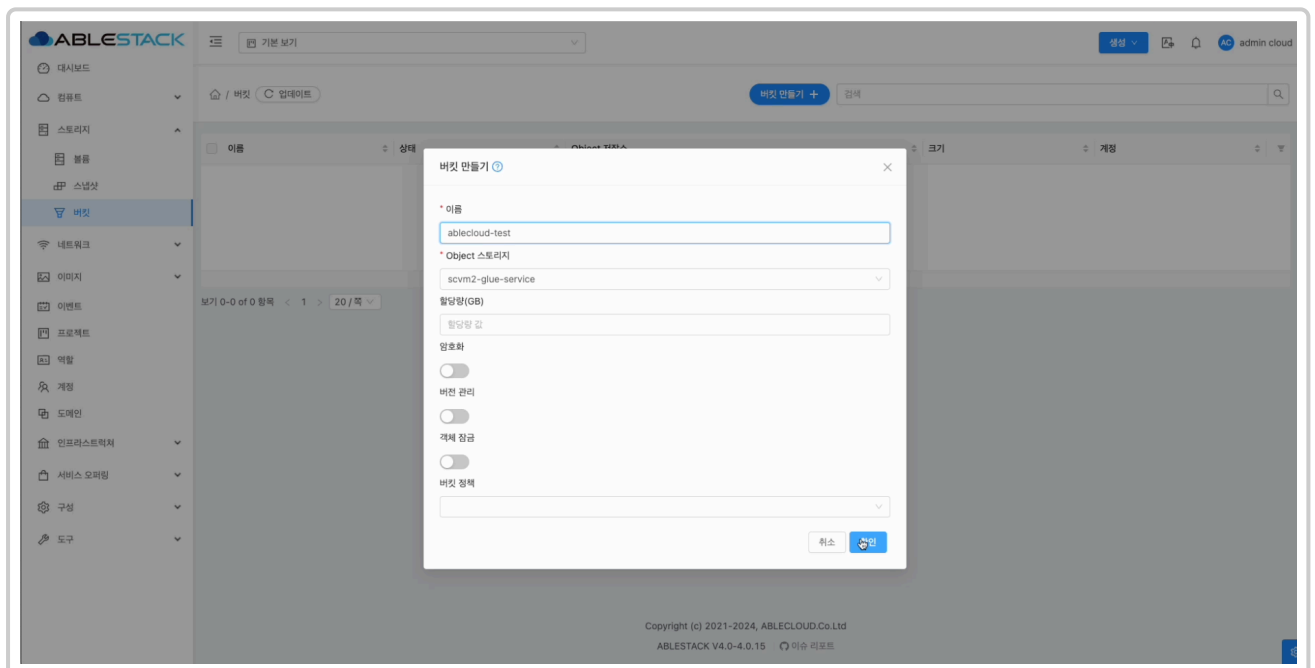 ABLESTACK
기본 보기
생성
AC admin cloud
대시보드
컴퓨트
스토리지
볼륨
스냅샷
버킷
네트워크
이미지
이벤트
프로젝트
역할
계정
도메인
인프라스트럭쳐
서비스 오퍼링
구성
도구
/ 버킷 업데이트
버킷 만들기 +
검색
이름 상태 Object 저장소 크기 계정
보기 0-0 of 0 항목 < 1 > 20 / 쪽
버킷 만들기
* 이름
ablecloud-test
* Object 스토리지
scvm2-glue-service
할당량(GB)
할당량 값
암호화
버전 관리
객체 잠금
버킷 정책
취소 확인
Copyright (c) 2021-2024, ABLECLOUD.Co.Ltd
ABLESTACK V4.0-4.0.15 이슈 리포트